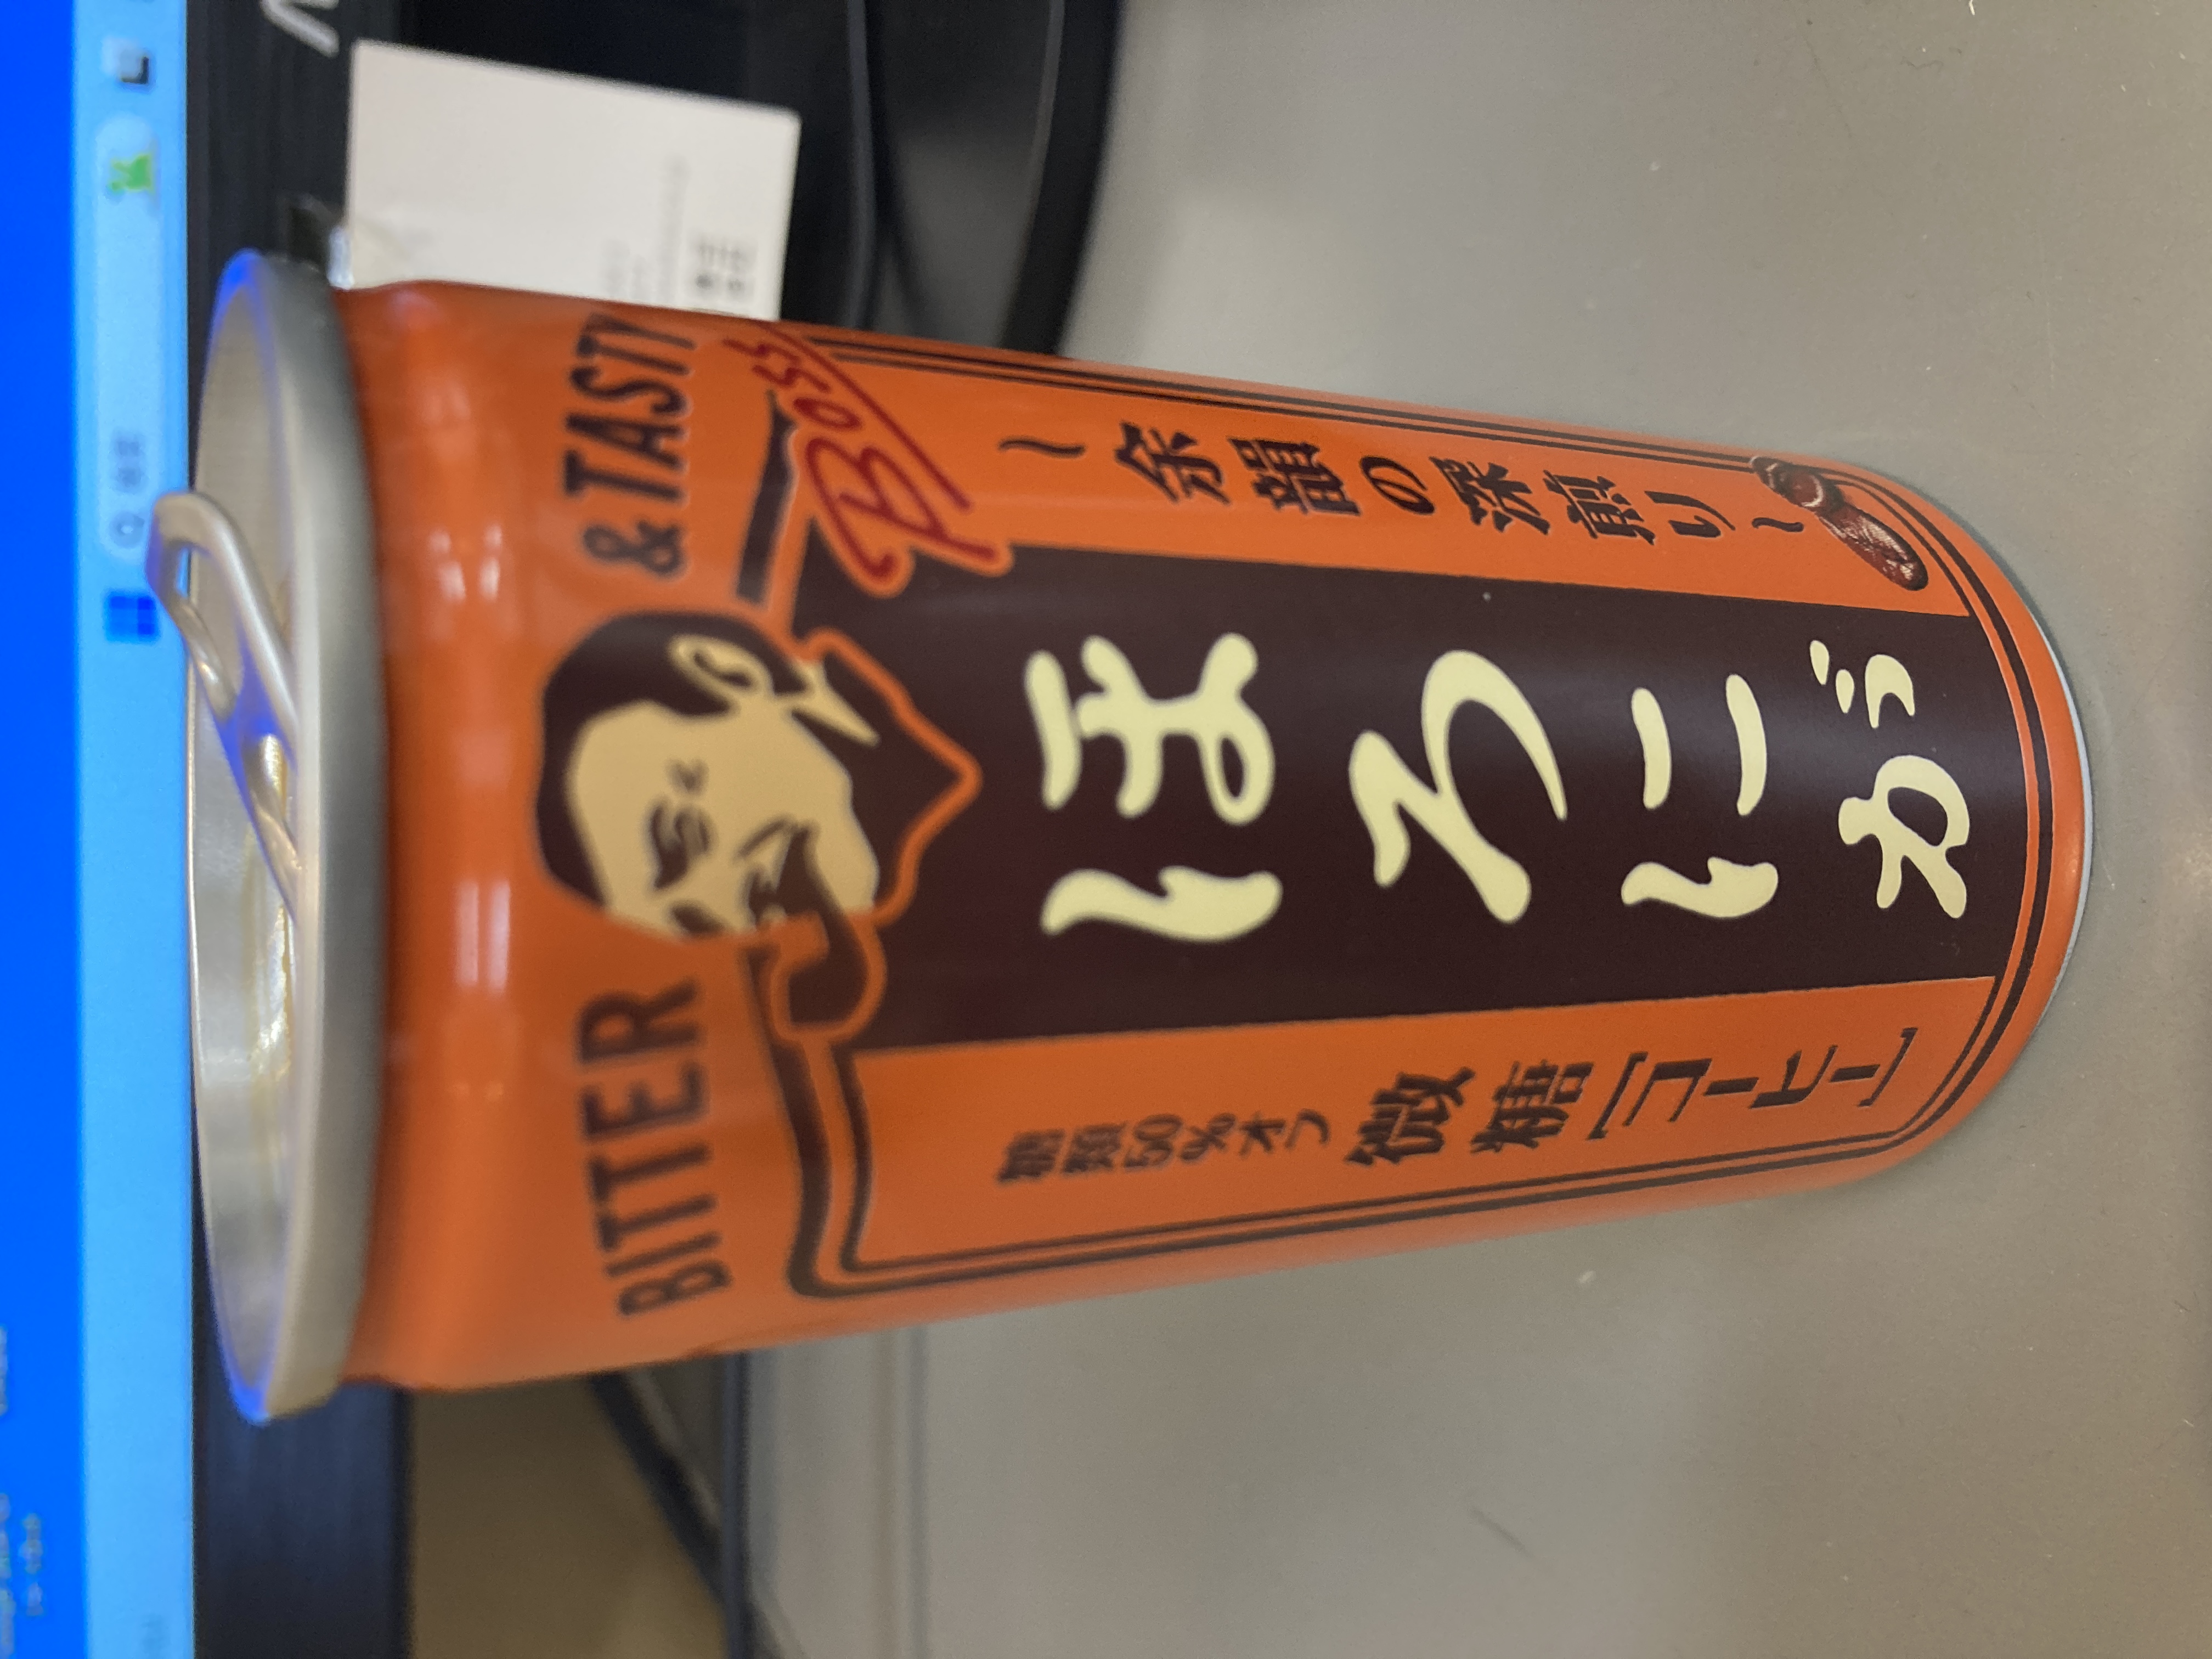 BITTER & TASTY
BOSS
～余韻の深煎り～
ほろにが
糖類50%オフ
微糖[コーヒー]